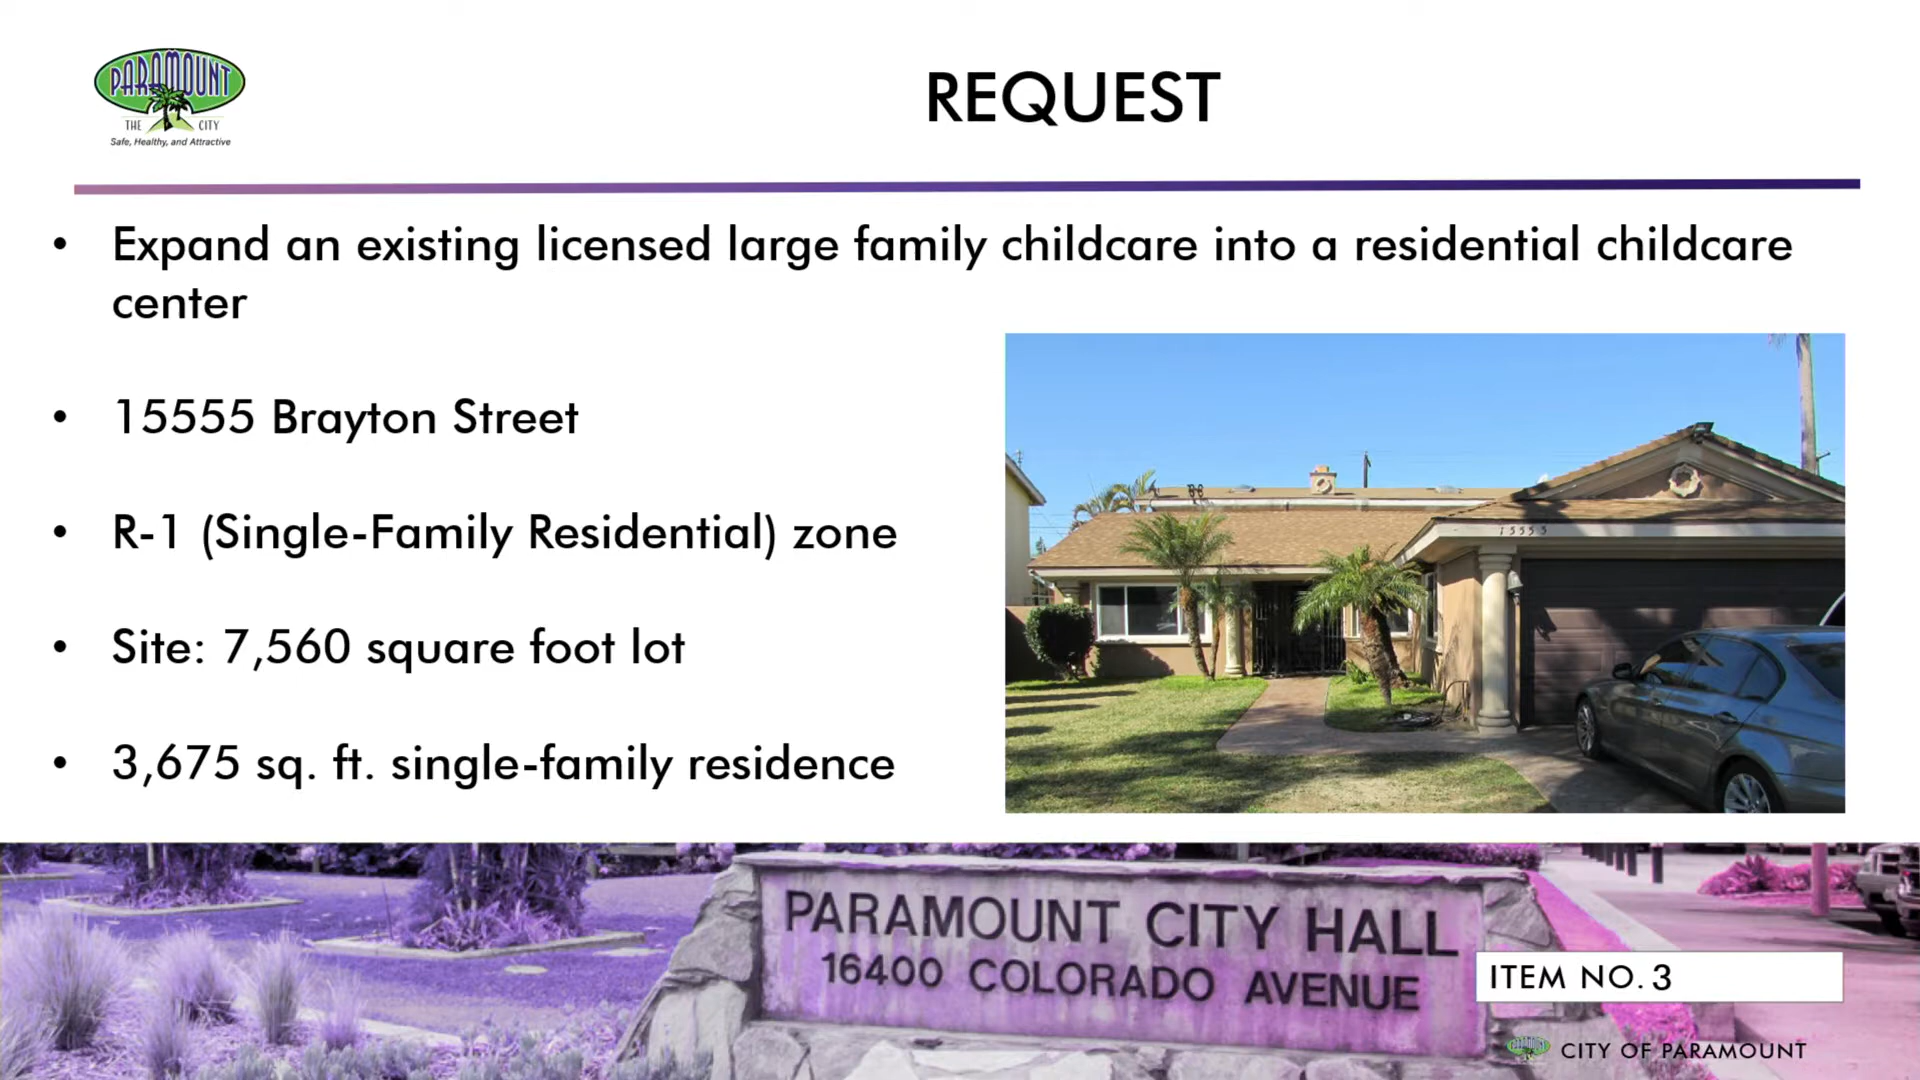 PARAMOUNT
THE CITY
Safe, Healthy, and Attractive
REQUEST
• Expand an existing licensed large family childcare into a residential childcare
center
• 15555 Brayton Street
• R-1 (Single-Family Residential) zone
• Site: 7,560 square foot lot
• 3,675 sq. ft. single-family residence
15555
PARAMOUNT CITY HALL
16400 COLORADO AVENUE
ITEM NO. 3
PARAMOUNT
CITY OF PARAMOUNT